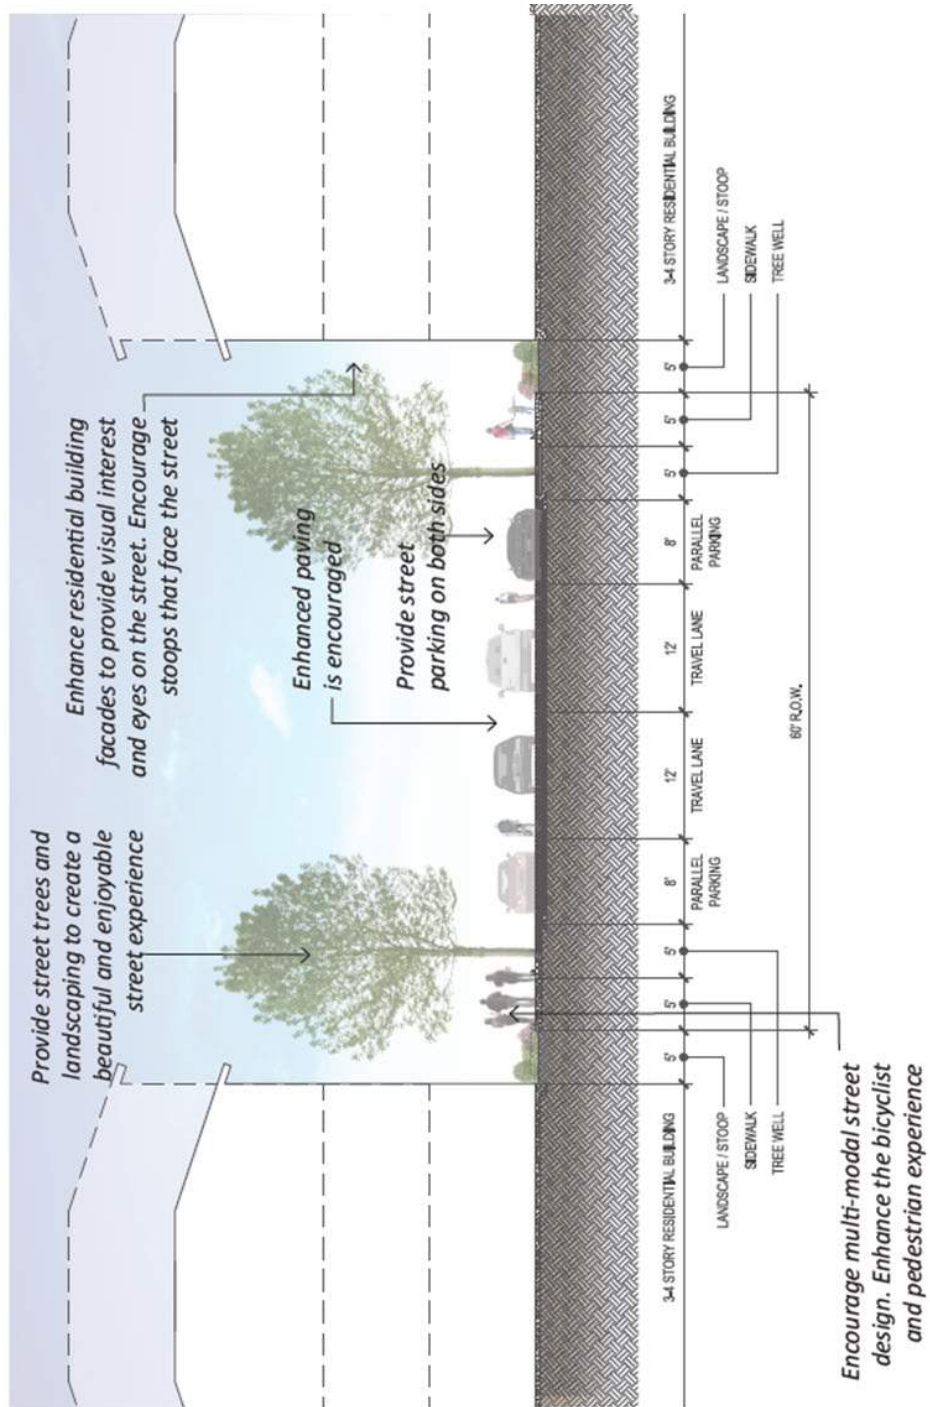 Provide street trees and
landscaping to create a
beautiful and enjoyable
street experience
Enhance residential building
facades to provide visual interest
and eyes on the street. Encourage
stoops that face the street
Enhanced paving
is encouraged
Provide street
parking on both sides
3-4 STORY RESIDENTIAL BUILDING
5'
5'
5'
8'
PARALLEL
PARKING
12'
TRAVEL LANE
12'
TRAVEL LANE
8'
PARALLEL
PARKING
5'
5'
5'
3-4 STORY RESIDENTIAL BUILDING
LANDSCAPE / STOOP
SIDEWALK
TREE WELL
60' R.O.W.
LANDSCAPE / STOOP
SIDEWALK
TREE WELL
Encourage multi-modal street
design. Enhance the bicyclist
and pedestrian experience